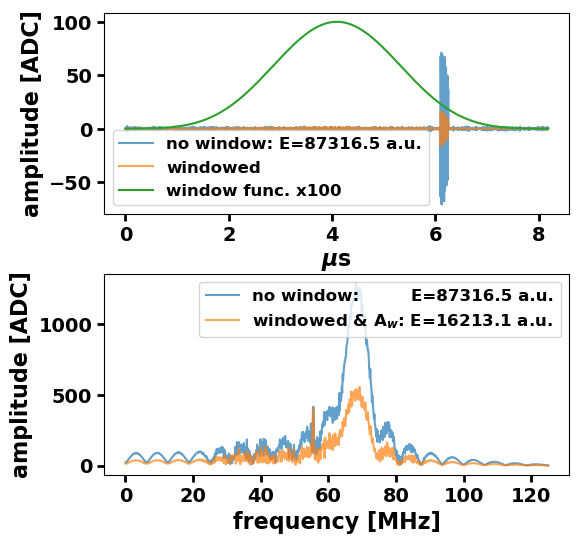 amplitude [ADC]
100
50
0
−50
no window: E=87316.5 a.u.
windowed
window func. x100
0 2 4 6 8
μs
amplitude [ADC]
1000
500
0
no window: E=87316.5 a.u.
windowed & A_w: E=16213.1 a.u.
0 20 40 60 80 100 120
frequency [MHz]